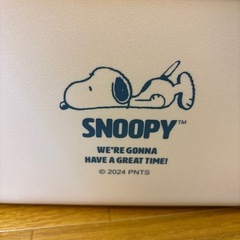 SNOOPY™
WE'RE GONNA
HAVE A GREAT TIME!
© 2024 PNTS